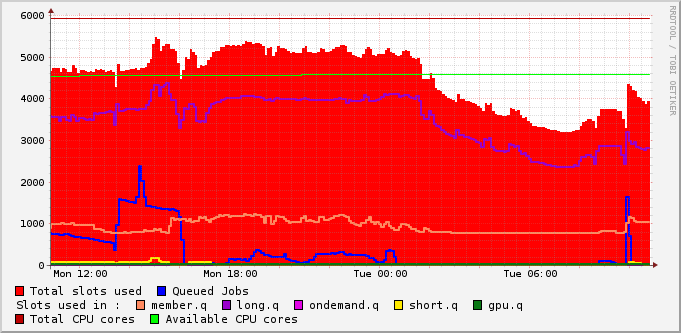 6000
5000
4000
3000
2000
1000
0
Mon 12:00 Mon 18:00 Tue 00:00 Tue 06:00
Total slots used Queued Jobs
Slots used in : member.q long.q ondemand.q short.q gpu.q
Total CPU cores Available CPU cores
RRDTOOL / TOBI OETIKER